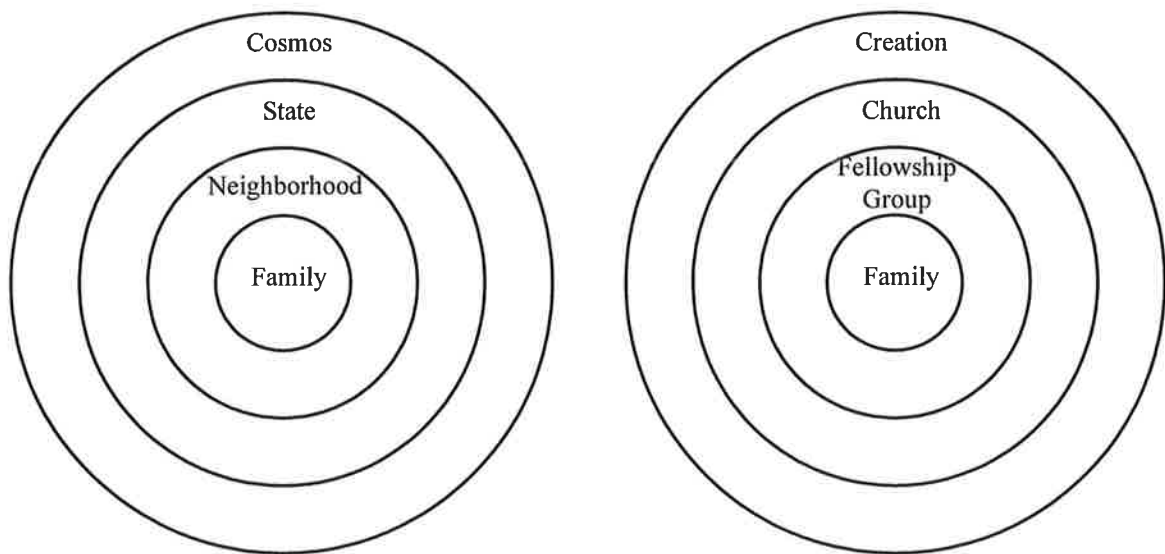 Cosmos
State
Neighborhood
Family
Creation
Church
Fellowship
Group
Family